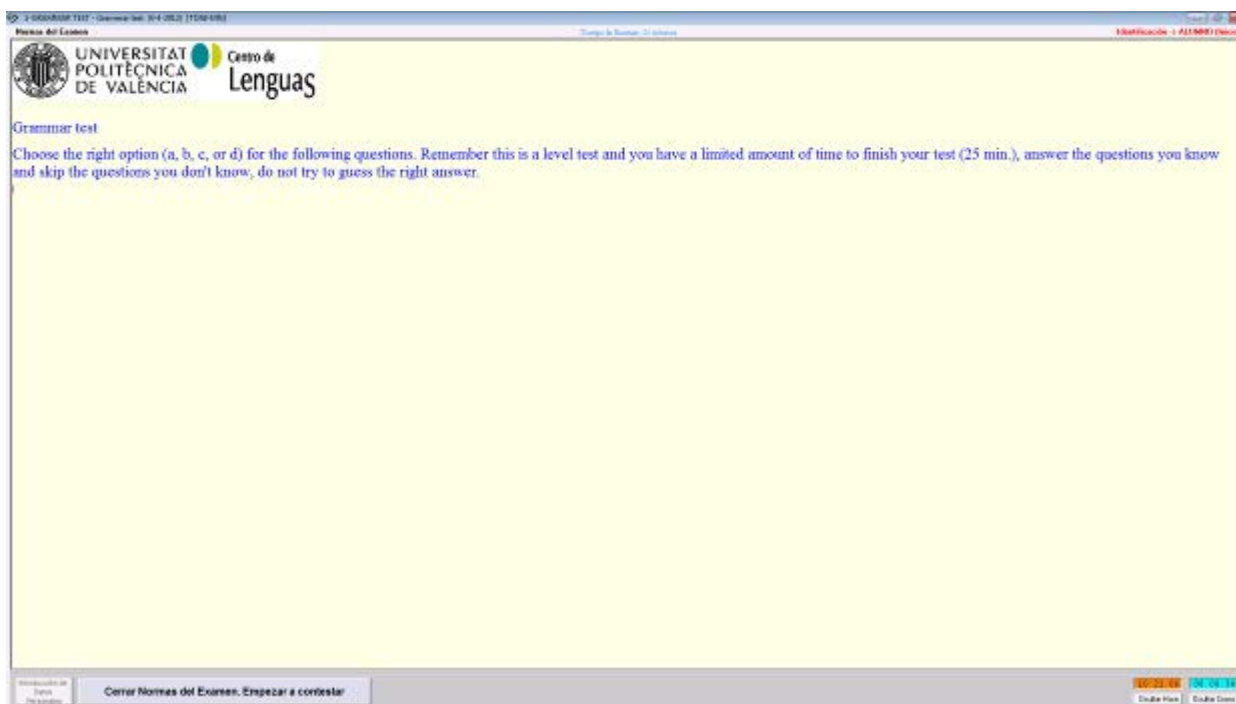 Normas del Examen
UNIVERSITAT
POLITÈCNICA
DE VALÈNCIA
Centro de
Lenguas
Grammar test
Choose the right option (a, b, c, or d) for the following questions. Remember this is a level test and you have a limited amount of time to finish your test (25 min.), answer the questions you know
and skip the questions you don't know, do not try to guess the right answer.
Cerrar Normas del Examen. Empezar a contestar